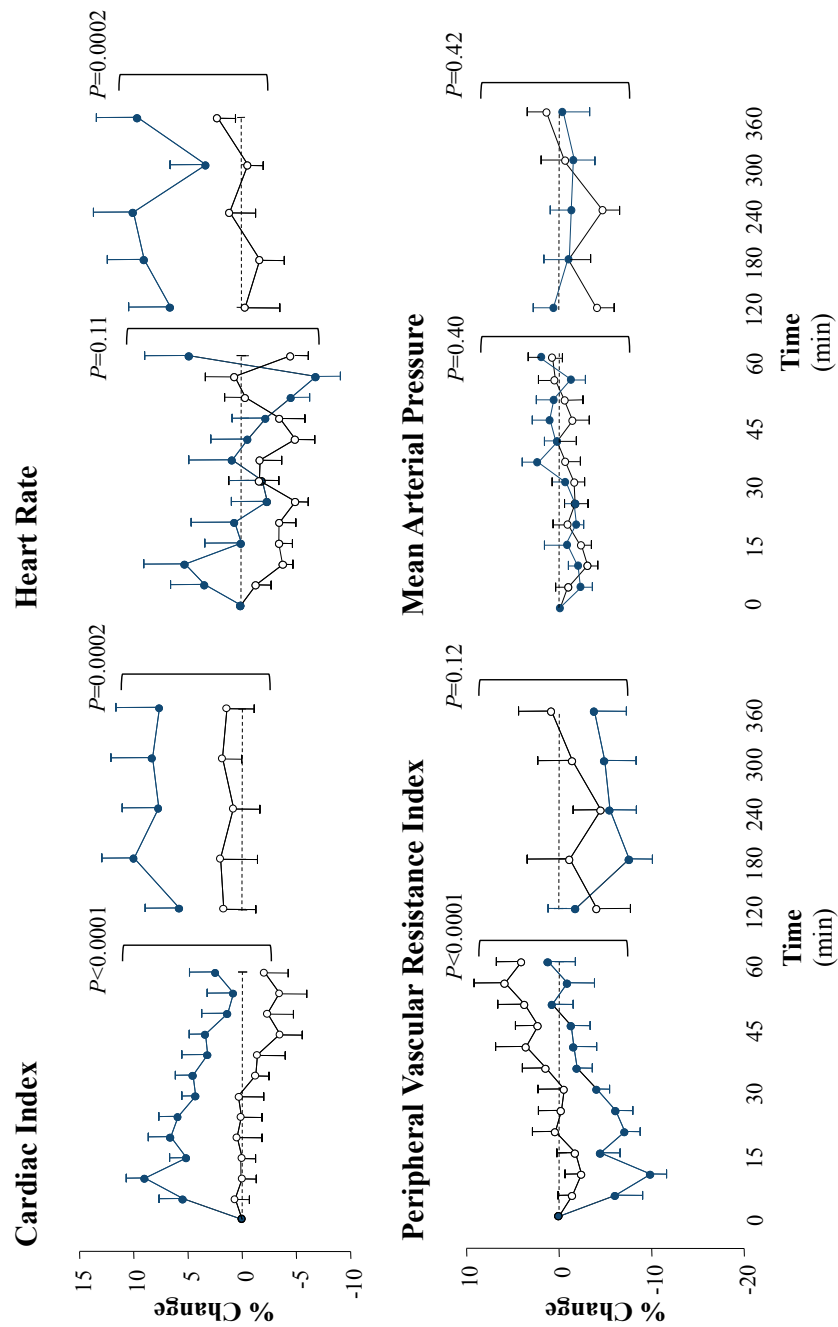 Cardiac Index
P<0.0001
P=0.0002
% Change
15
10
5
0
-5
-10
Heart Rate
P=0.11
P=0.0002
Peripheral Vascular Resistance Index
P<0.0001
P=0.12
% Change
10
0
-10
-20
0 15 30 45 60 120 180 240 300 360
Time
(min)
Mean Arterial Pressure
P=0.40
P=0.42
0 15 30 45 60 120 180 240 300 360
Time
(min)